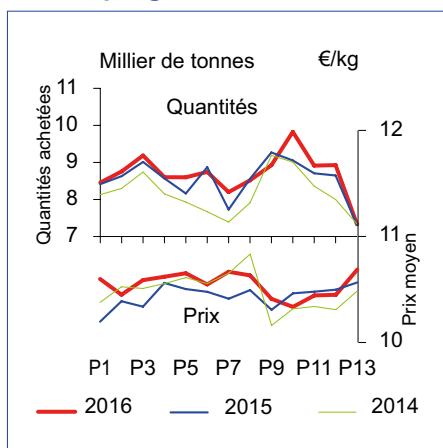 Millier de tonnes €/kg
Quantités
Quantités achetées
11
10
9
8
7
12
11
10
Prix moyen
Prix
P1 P3 P5 P7 P9 P11 P13
2016 2015 2014